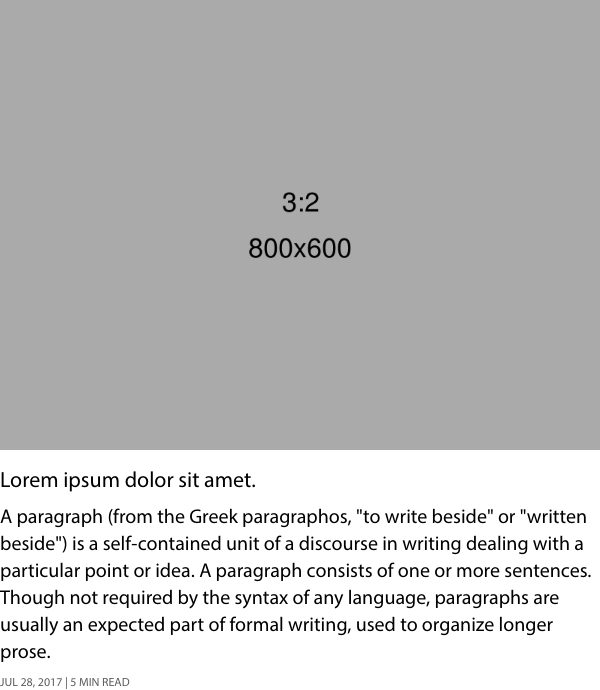 3:2
800x600
Lorem ipsum dolor sit amet.
A paragraph (from the Greek paragraphos, "to write beside" or "written
beside") is a self-contained unit of a discourse in writing dealing with a
particular point or idea. A paragraph consists of one or more sentences.
Though not required by the syntax of any language, paragraphs are
usually an expected part of formal writing, used to organize longer
prose.
JUL 28, 2017 | 5 MIN READ